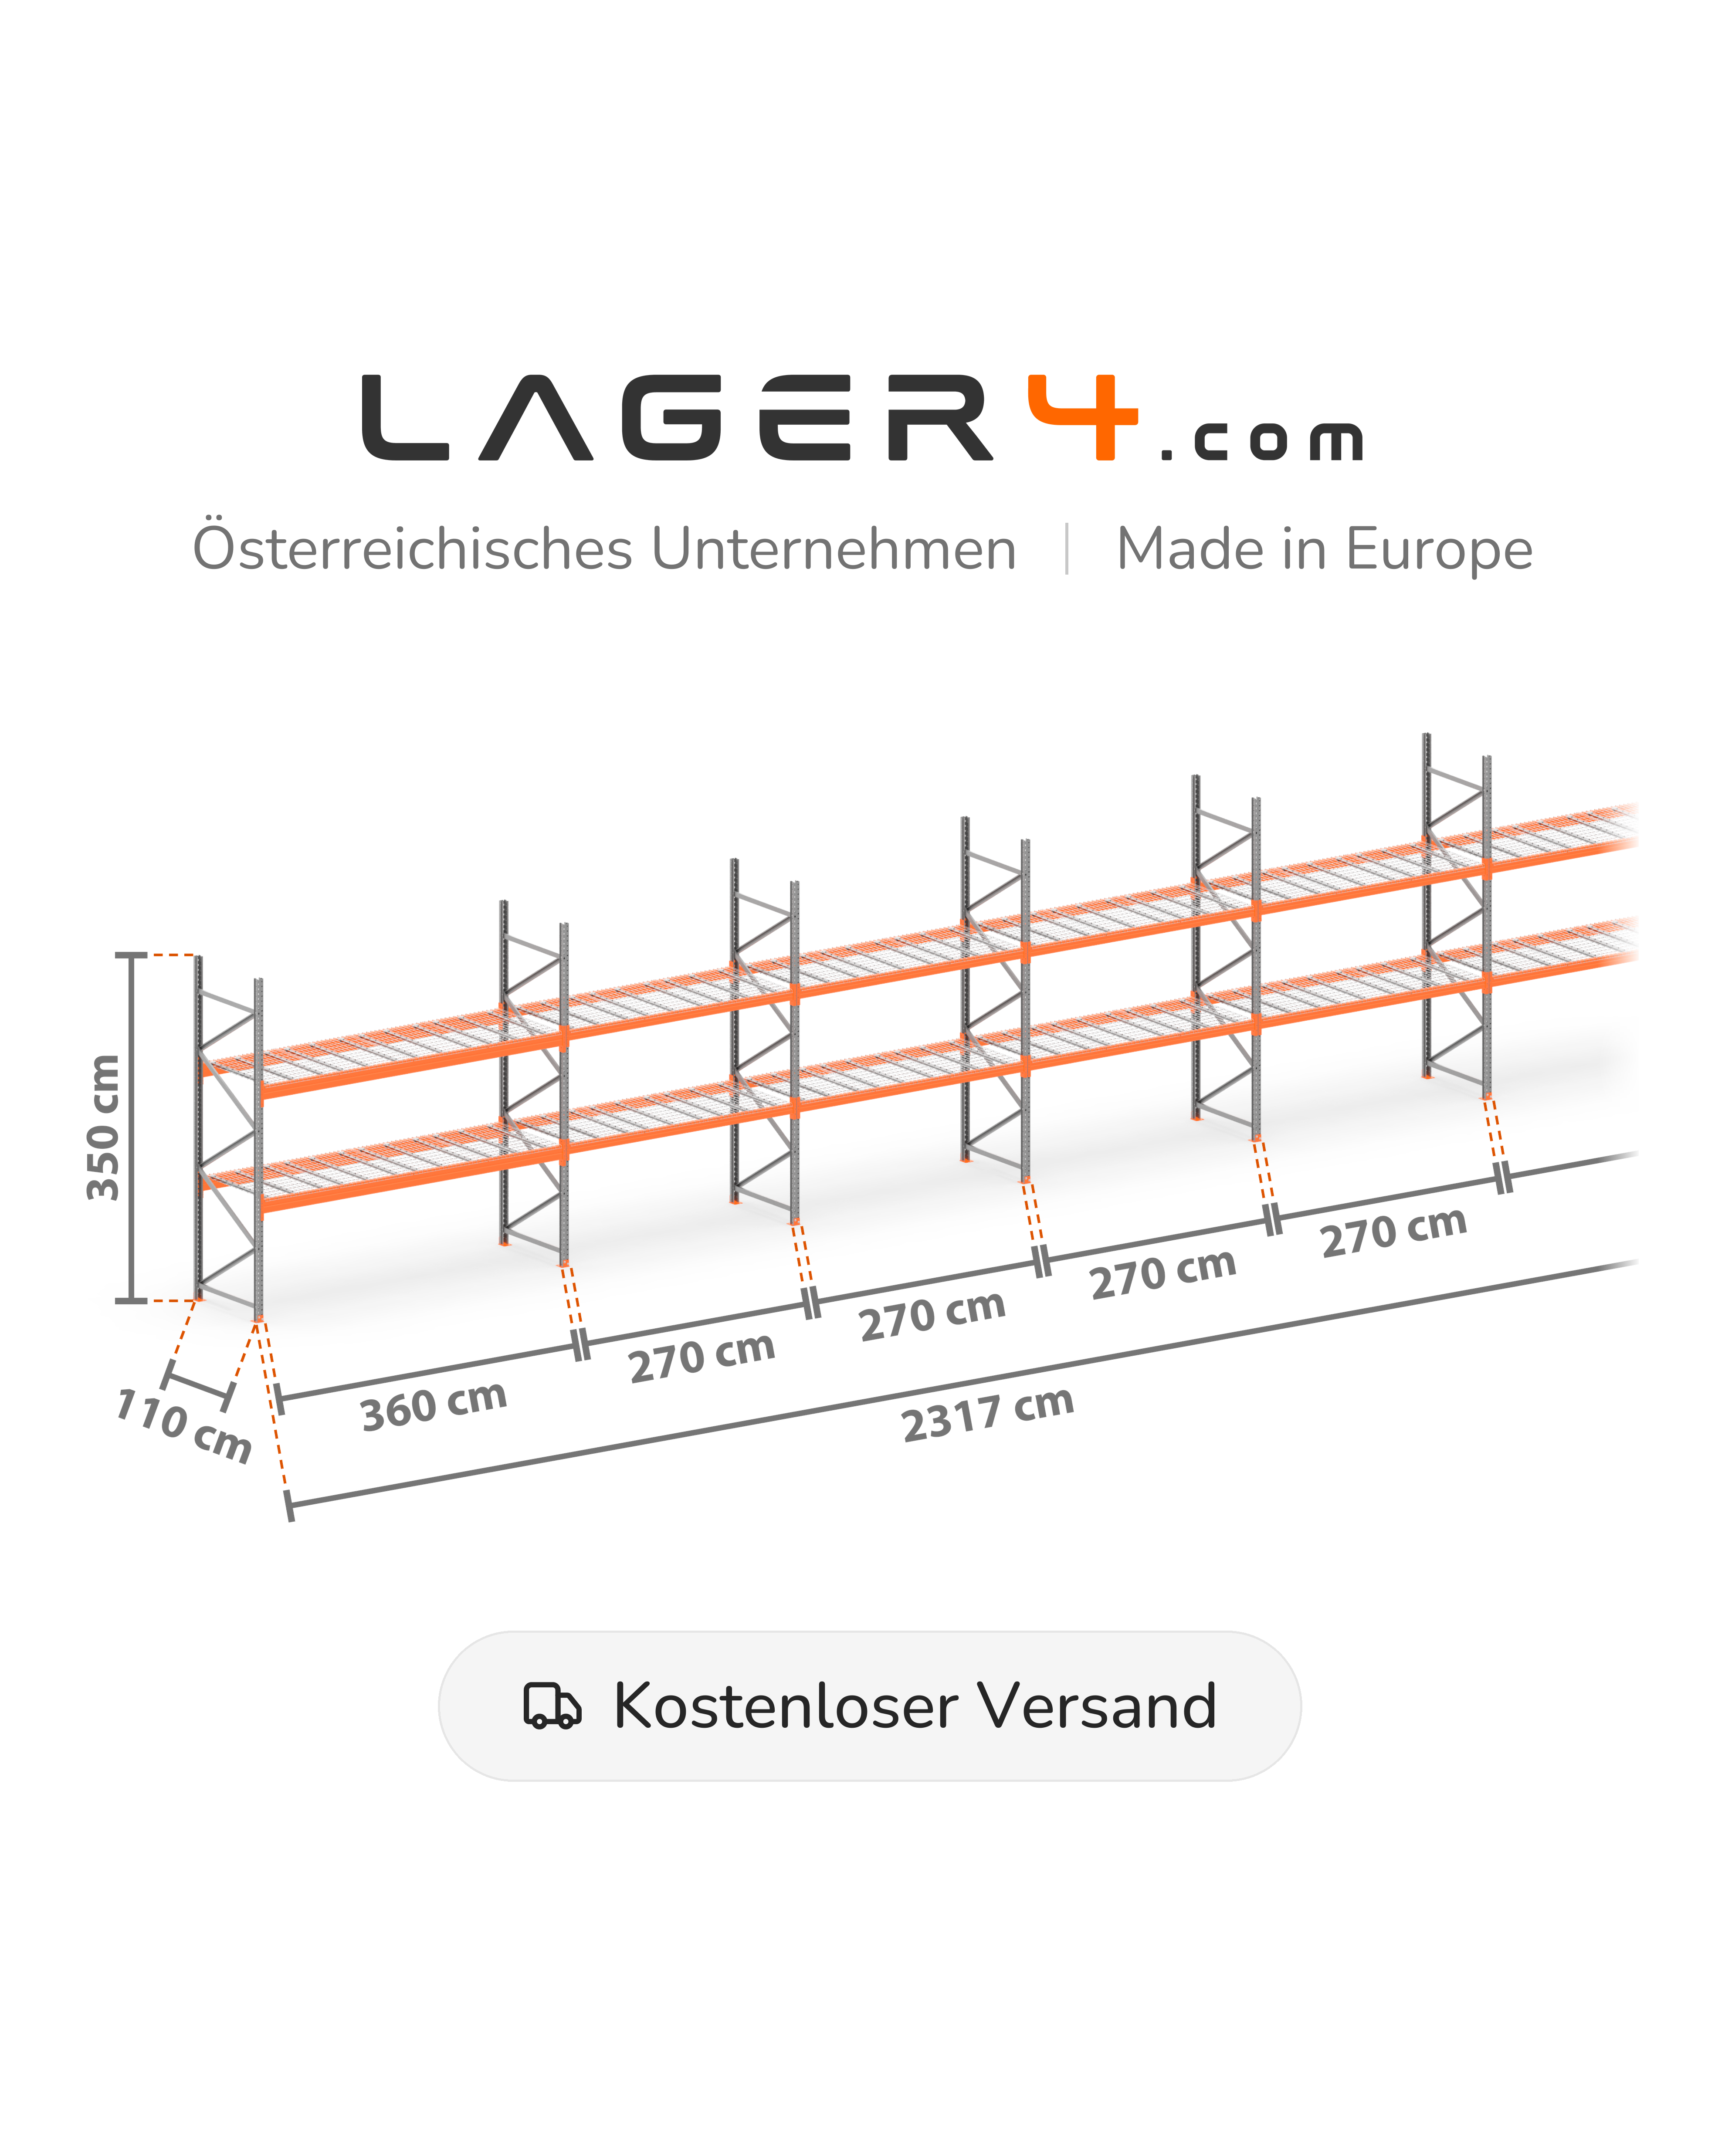 LAGER4.com
Österreichisches Unternehmen | Made in Europe
350 cm
110 cm
360 cm
270 cm
270 cm
270 cm
270 cm
2317 cm
Kostenloser Versand